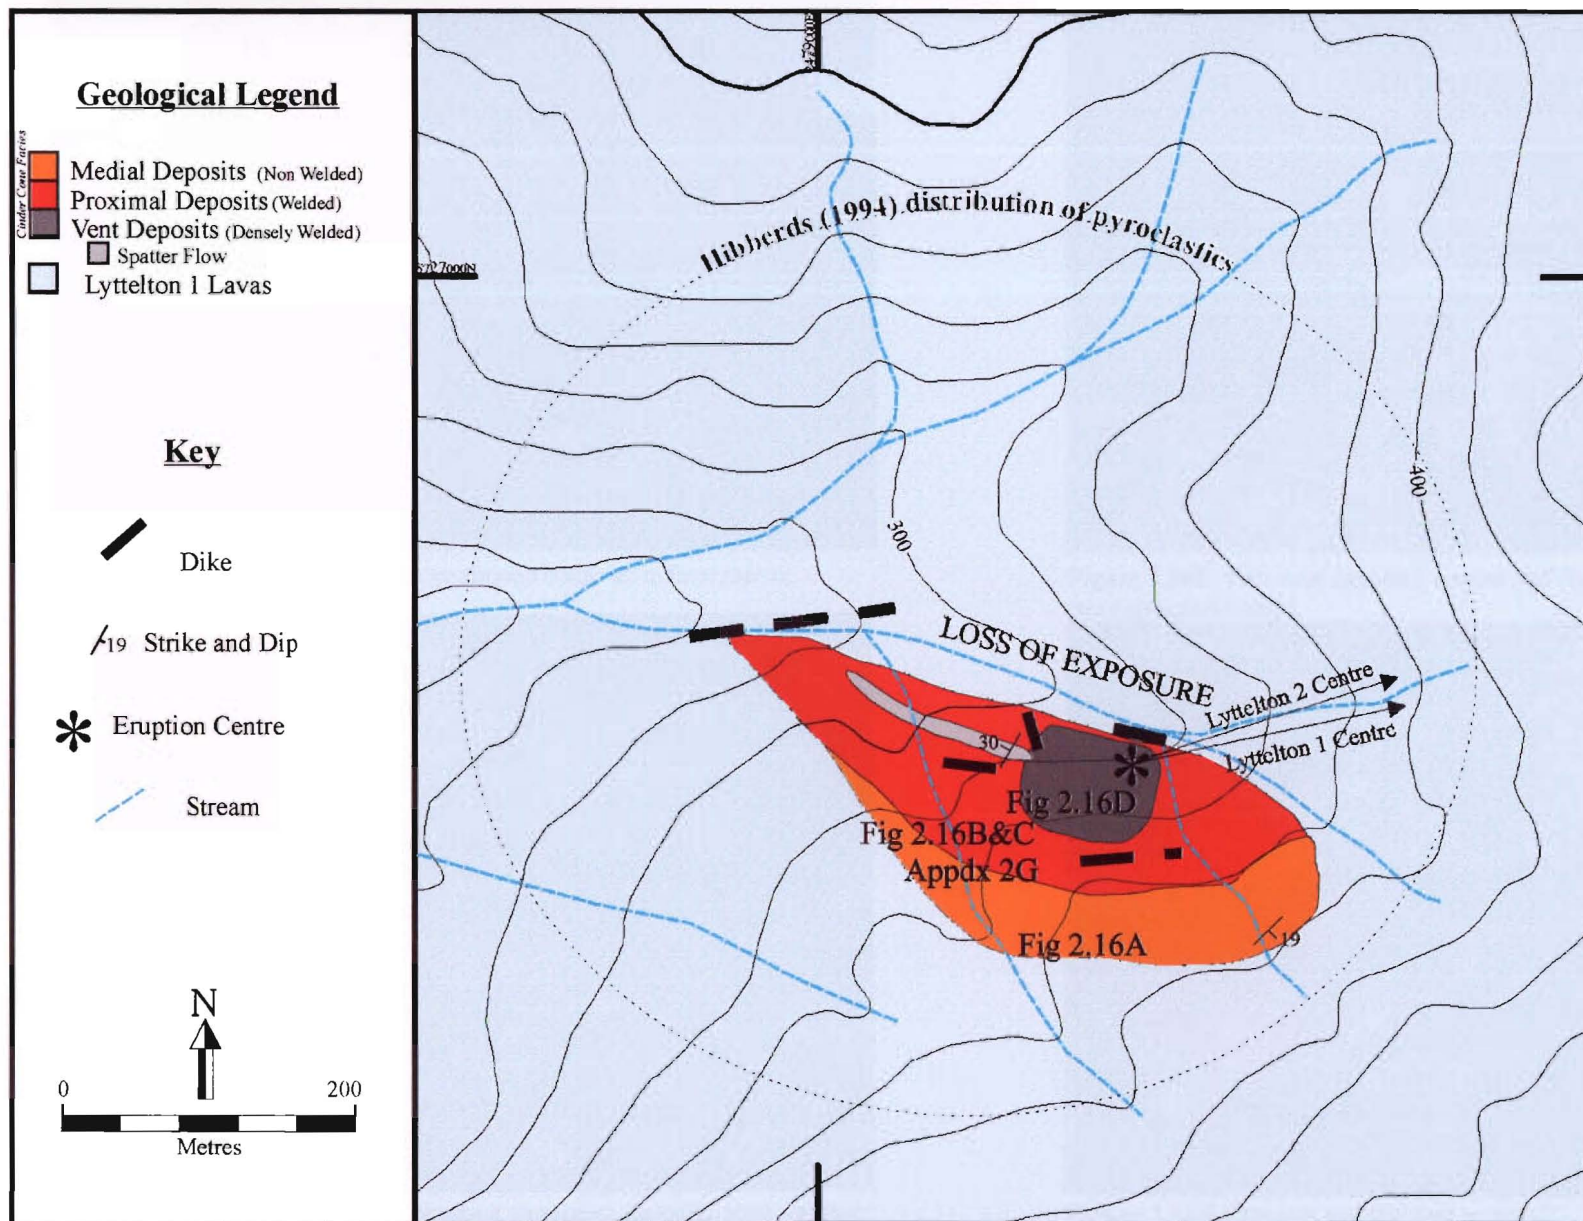 Geological Legend
Cinder Cone Facies
Medial Deposits (Non Welded)
Proximal Deposits (Welded)
Vent Deposits (Densely Welded)
Spatter Flow
Lyttelton 1 Lavas
Key
Dike
19 Strike and Dip
Eruption Centre
Stream
N
0 200
Metres
Hibberds (1994) distribution of pyroclastics
400
300
LOSS OF EXPOSURE
Lyttelton 2 Centre
Lyttelton 1 Centre
30
Fig 2.16D
Fig 2.16B&C
Appdx 2G
Fig 2.16A
19